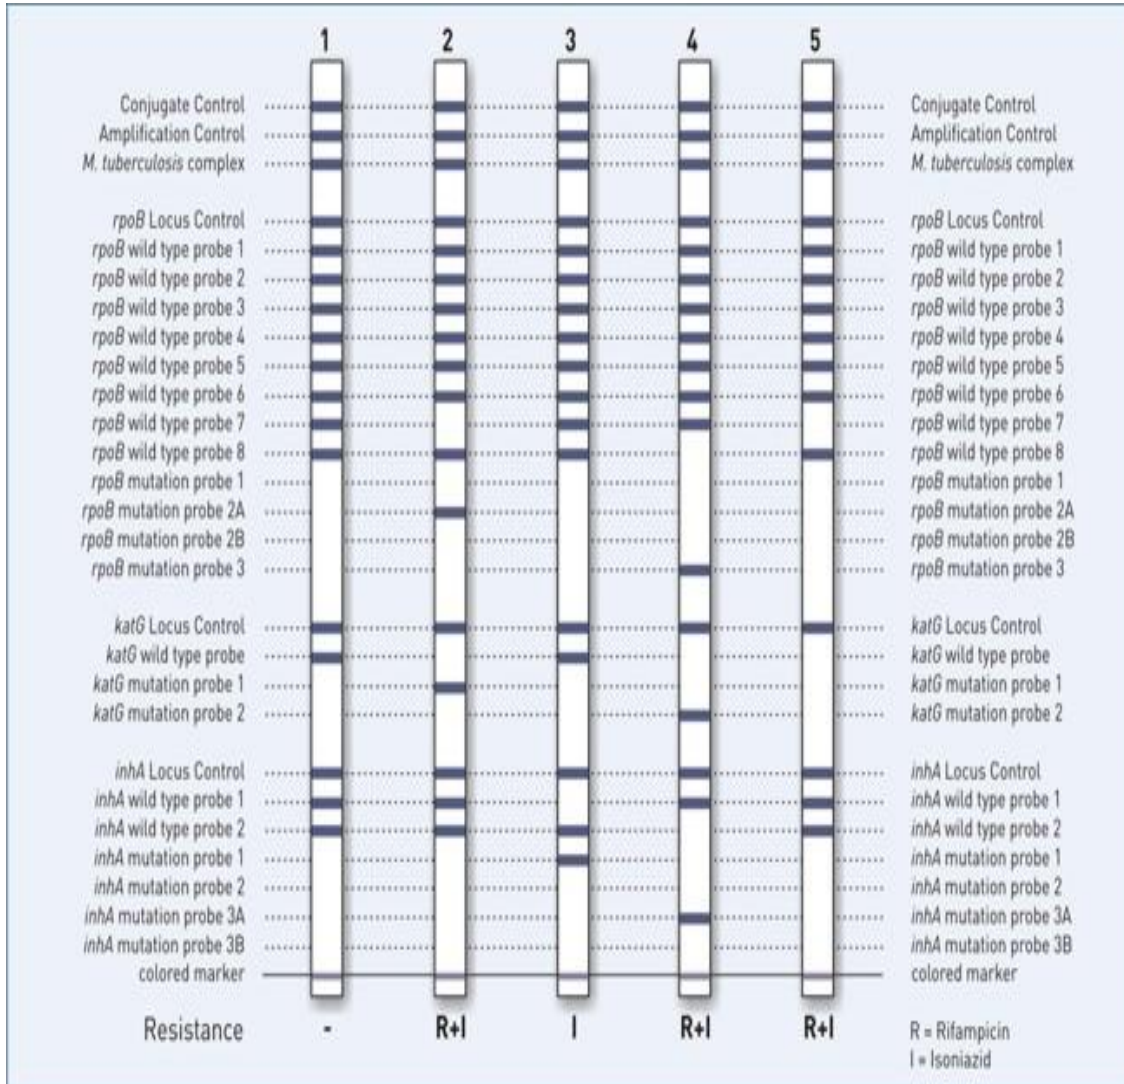 1 2 3 4 5
Conjugate Control Conjugate Control
Amplification Control Amplification Control
M. tuberculosis complex M. tuberculosis complex
rpoB Locus Control rpoB Locus Control
rpoB wild type probe 1 rpoB wild type probe 1
rpoB wild type probe 2 rpoB wild type probe 2
rpoB wild type probe 3 rpoB wild type probe 3
rpoB wild type probe 4 rpoB wild type probe 4
rpoB wild type probe 5 rpoB wild type probe 5
rpoB wild type probe 6 rpoB wild type probe 6
rpoB wild type probe 7 rpoB wild type probe 7
rpoB wild type probe 8 rpoB wild type probe 8
rpoB mutation probe 1 rpoB mutation probe 1
rpoB mutation probe 2A rpoB mutation probe 2A
rpoB mutation probe 2B rpoB mutation probe 2B
rpoB mutation probe 3 rpoB mutation probe 3
katG Locus Control katG Locus Control
katG wild type probe katG wild type probe
katG mutation probe 1 katG mutation probe 1
katG mutation probe 2 katG mutation probe 2
inhA Locus Control inhA Locus Control
inhA wild type probe 1 inhA wild type probe 1
inhA wild type probe 2 inhA wild type probe 2
inhA mutation probe 1 inhA mutation probe 1
inhA mutation probe 2 inhA mutation probe 2
inhA mutation probe 3A inhA mutation probe 3A
inhA mutation probe 3B inhA mutation probe 3B
colored marker colored marker
Resistance - R+I I R+I R+I R = Rifampicin
I = Isoniazid